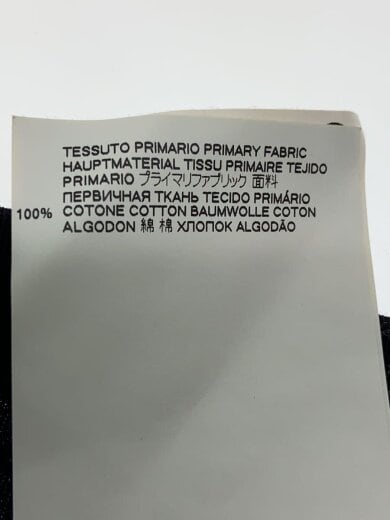 TESSUTO PRIMARIO PRIMARY FABRIC
HAUPTMATERIAL TISSU PRIMAIRE TEJIDO
PRIMARIO プライマリファブリック 面料
ПЕРВИЧНАЯ ТКАНЬ TECIDO PRIMÁRIO
100% COTONE COTTON BAUMWOLLE COTON
ALGODON 綿 棉 ХЛОПОК ALGODÃO